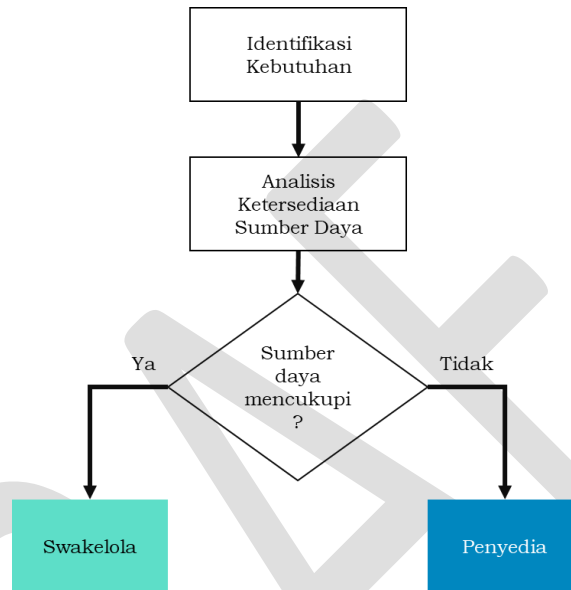 Identifikasi
Kebutuhan
Analisis
Ketersediaan
Sumber Daya
Sumber
daya
mencukupi
?
Ya
Tidak
Swakelola
Penyedia